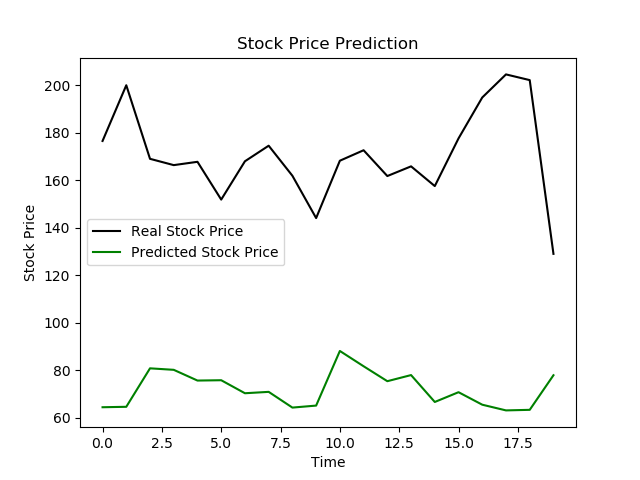 Stock Price Prediction
Stock Price
200
180
160
140
120
100
80
60
Real Stock Price
Predicted Stock Price
0.0 2.5 5.0 7.5 10.0 12.5 15.0 17.5
Time